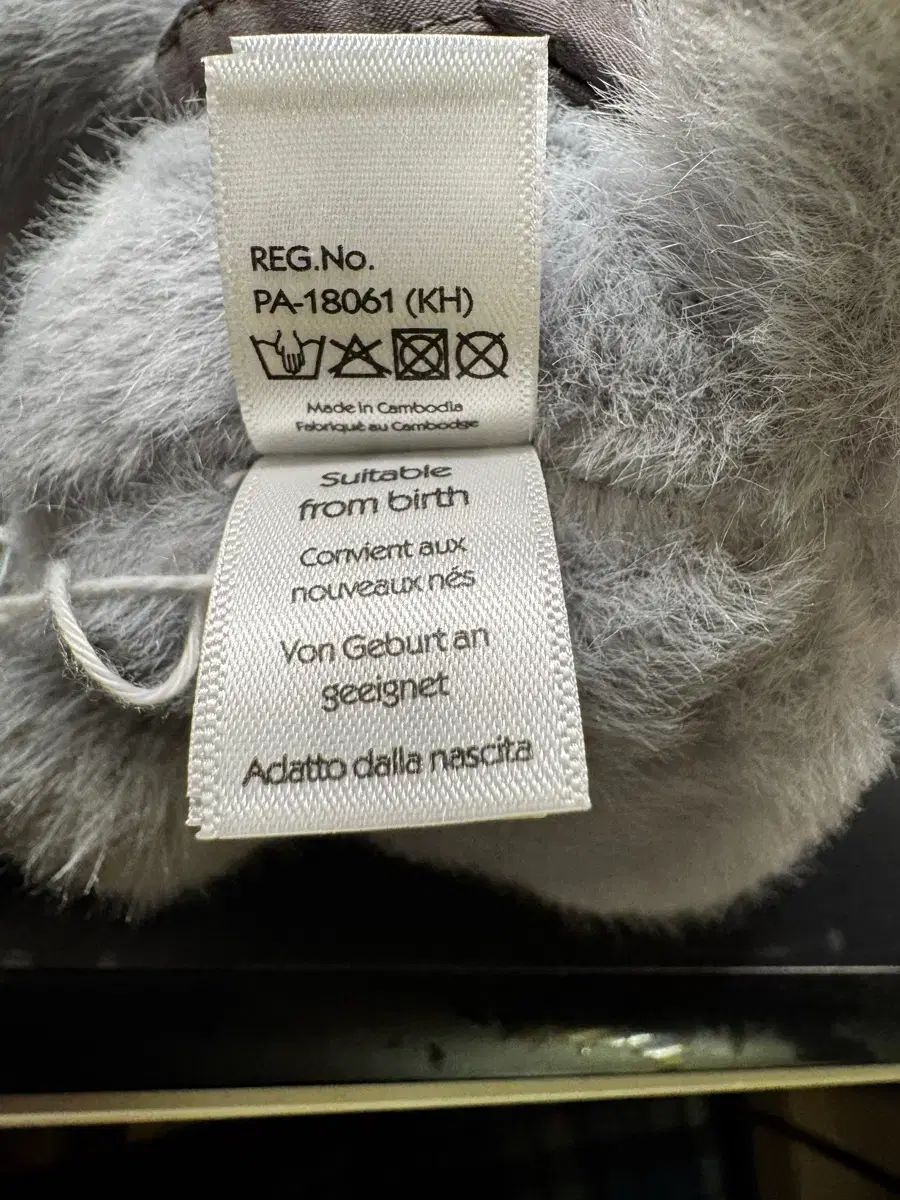 REG.No.
PA-18061 (KH)
Made in Cambodia
Fabriqué au Cambodge
Suitable
from birth
Convient aux
nouveaux nés
Von Geburt an
geeignet
Adatto dalla nascita